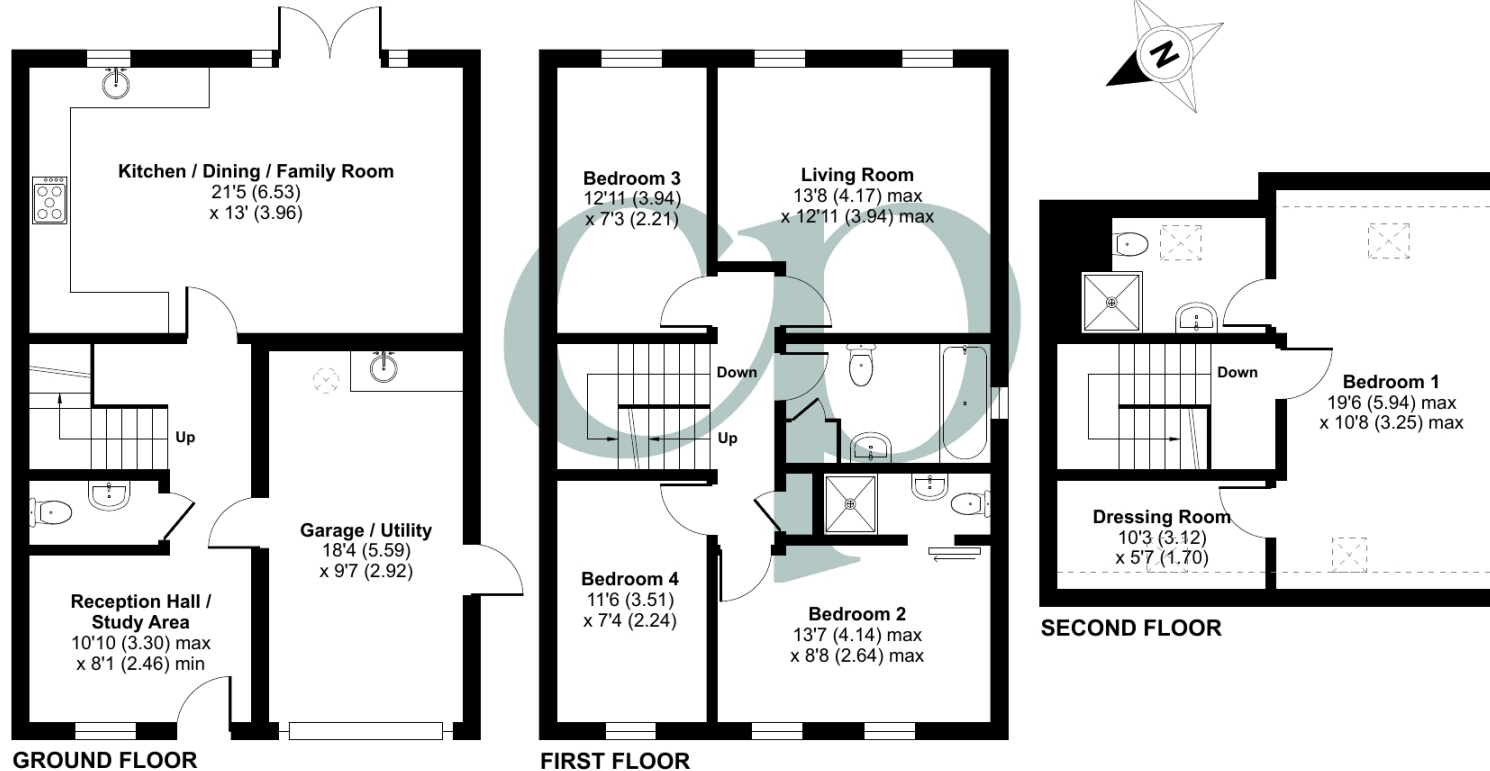 N
Kitchen / Dining / Family Room
21'5 (6.53)
x 13' (3.96)
Up
Garage / Utility
18'4 (5.59)
x 9'7 (2.92)
Reception Hall /
Study Area
10'10 (3.30) max
x 8'1 (2.46) min
GROUND FLOOR
Bedroom 3
12'11 (3.94)
x 7'3 (2.21)
Living Room
13'8 (4.17) max
x 12'11 (3.94) max
Down
Up
Bedroom 4
11'6 (3.51)
x 7'4 (2.24)
Bedroom 2
13'7 (4.14) max
x 8'8 (2.64) max
FIRST FLOOR
Down
Bedroom 1
19'6 (5.94) max
x 10'8 (3.25) max
Dressing Room
10'3 (3.12)
x 5'7 (1.70)
SECOND FLOOR
cp